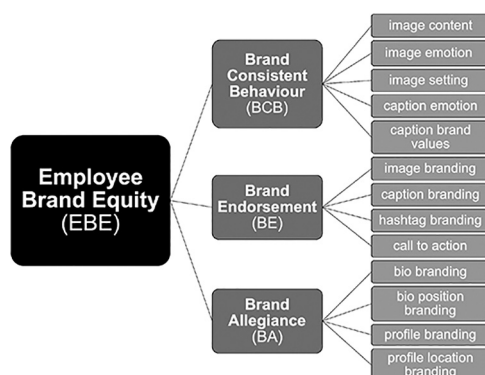 Employee
Brand Equity
(EBE)
Brand
Consistent
Behaviour
(BCB)
Brand
Endorsement
(BE)
Brand
Allegiance
(BA)
image content
image emotion
image setting
caption emotion
caption brand
values
image branding
caption branding
hashtag branding
call to action
bio branding
bio position
branding
profile branding
profile location
branding